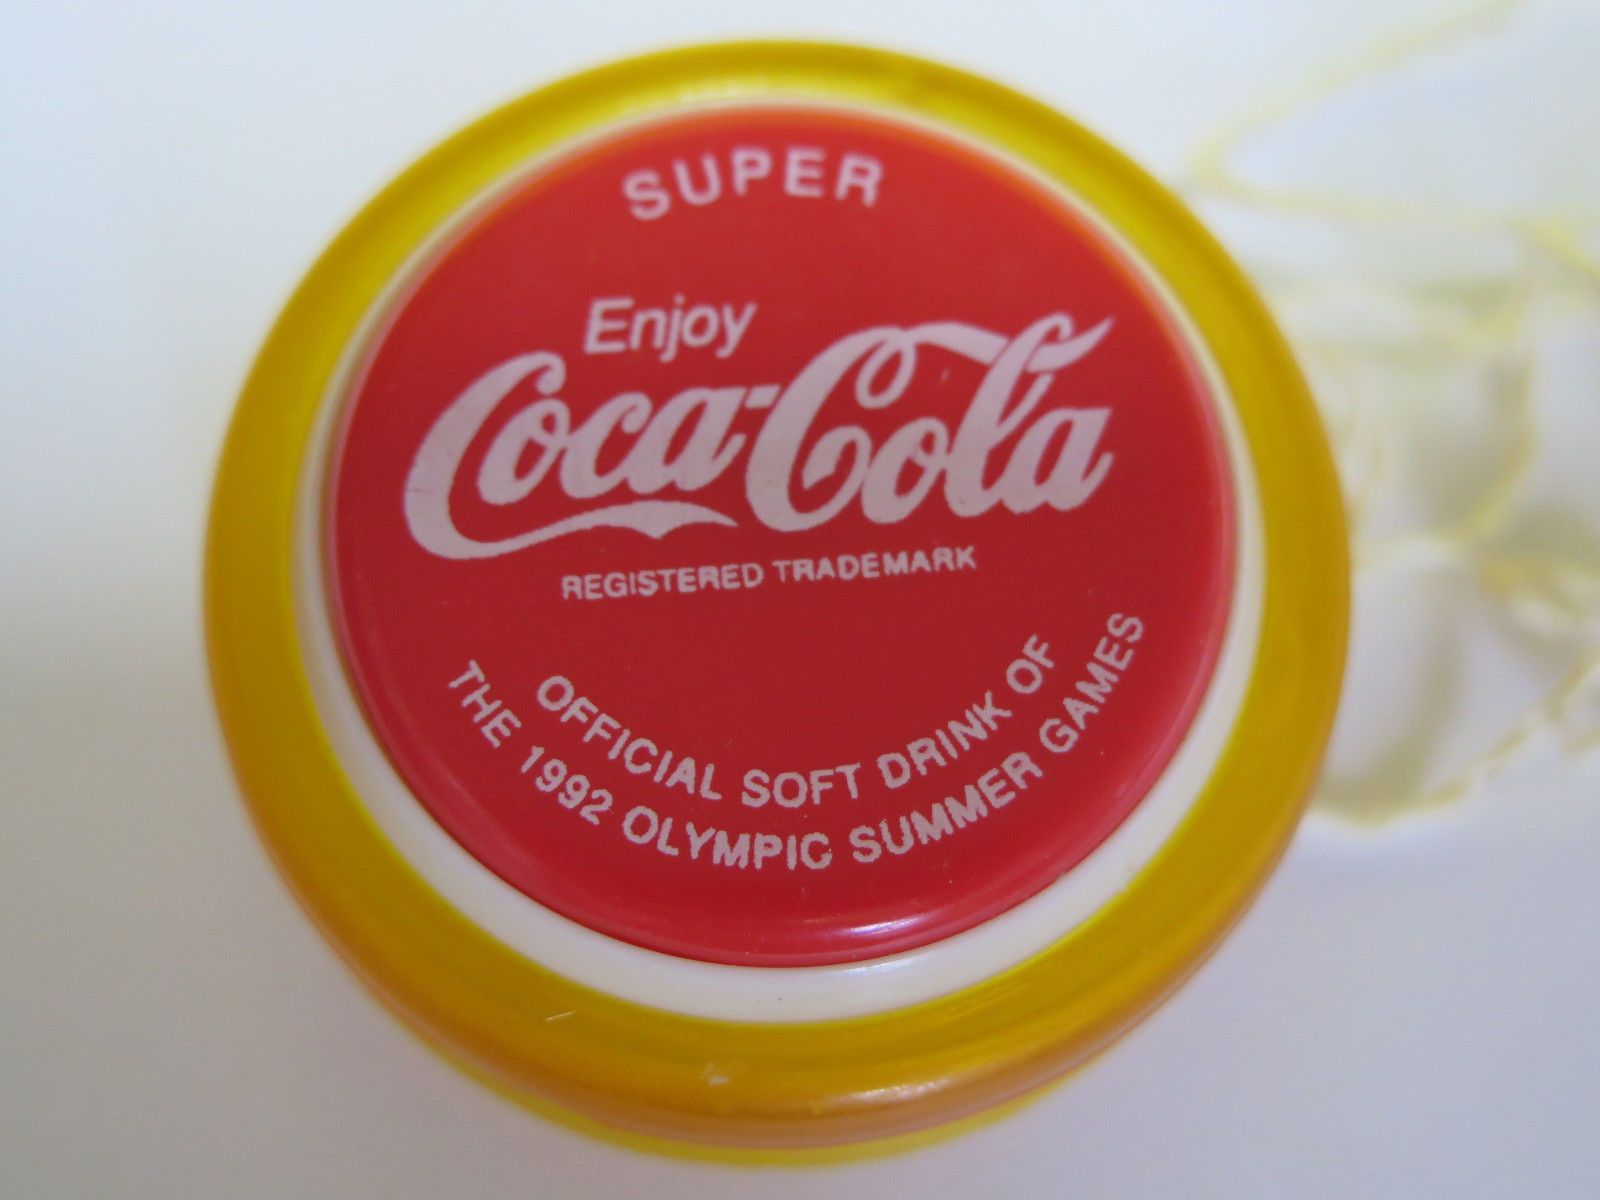 SUPER
Enjoy
Coca-Cola
REGISTERED TRADEMARK
OFFICIAL SOFT DRINK OF
THE 1992 OLYMPIC SUMMER GAMES